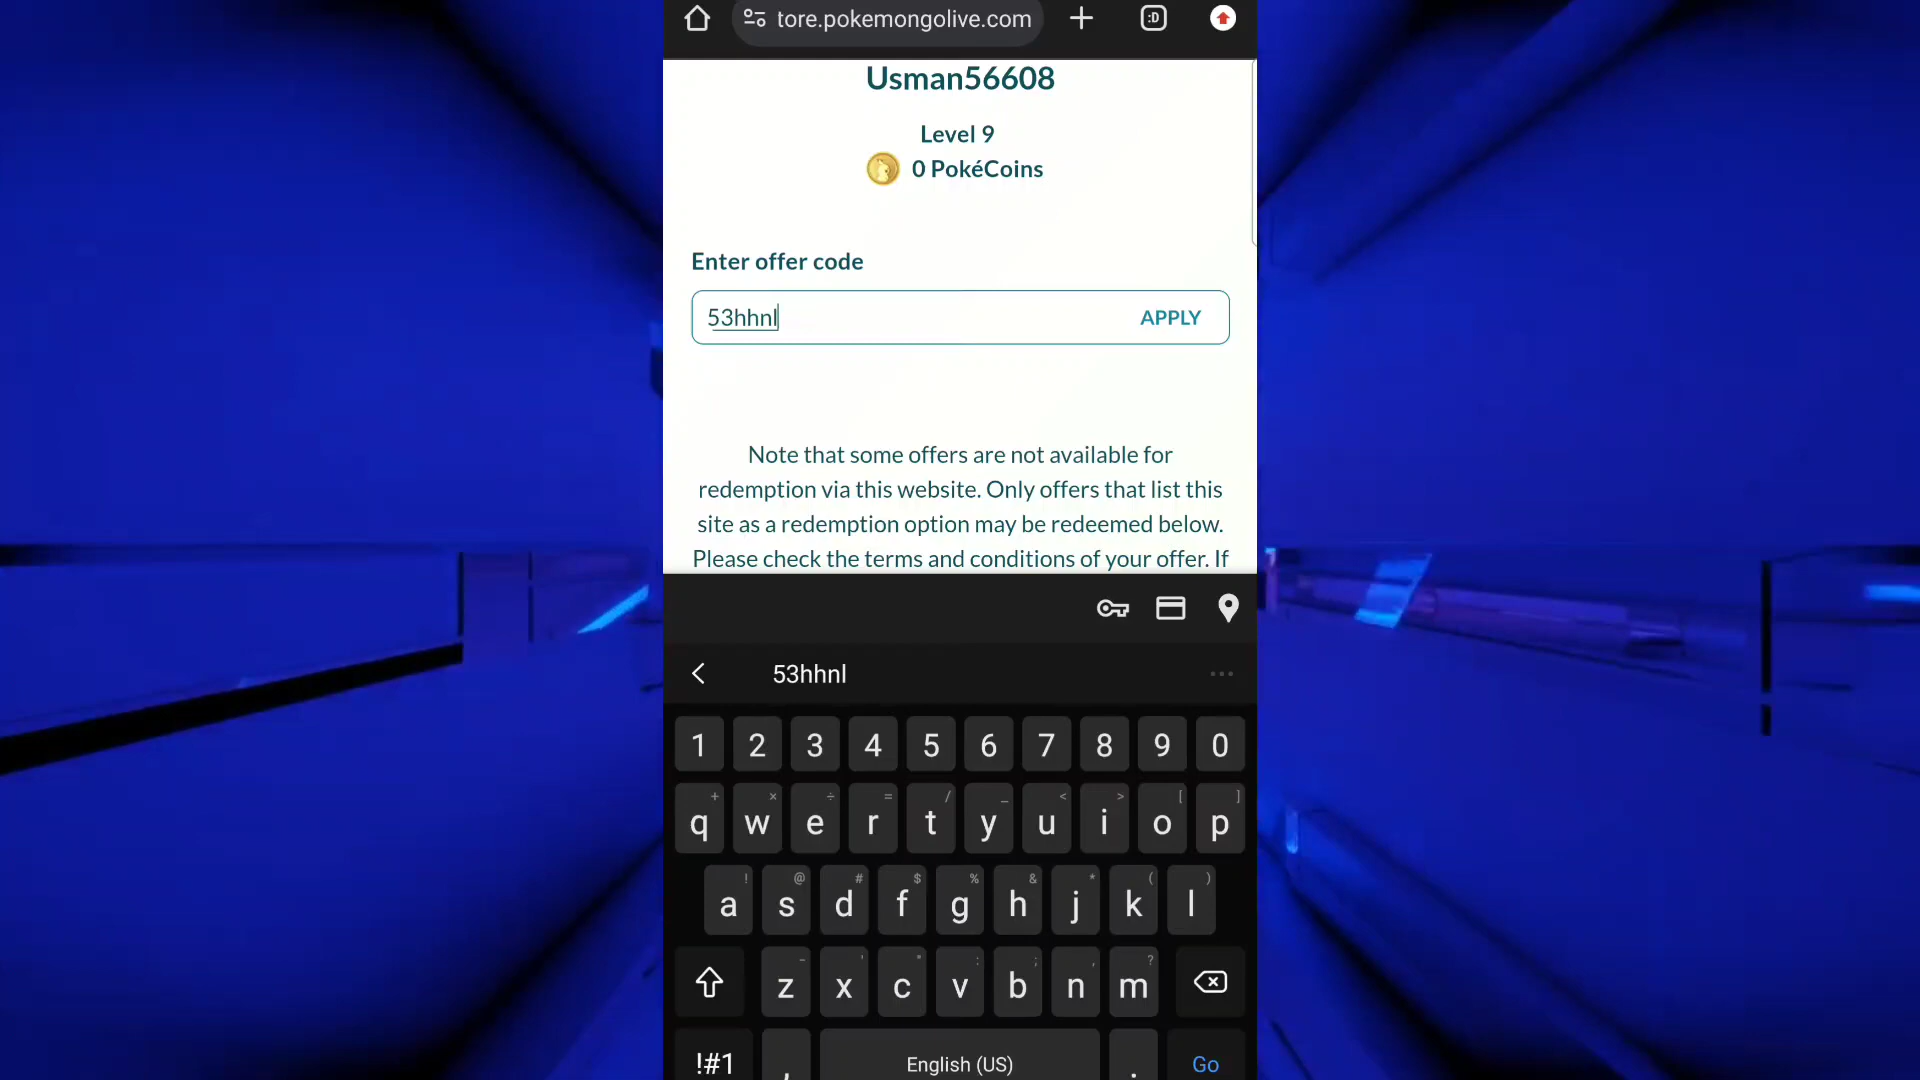 tore.pokemongolive.com
:D
Usman56608
Level 9
0 PokéCoins
Enter offer code
53hhnl
APPLY
Note that some offers are not available for
redemption via this website. Only offers that list this
site as a redemption option may be redeemed below.
Please check the terms and conditions of your offer. If
53hhnl
...
1 2 3 4 5 6 7 8 9 0
+ × ÷ = / _ < > [ ]
q w e r t y u i o p
! @ # $ % & * ( )
a s d f g h j k l
- ' " : ; , ?
z x c v b n m
!#1 , English (US) . Go